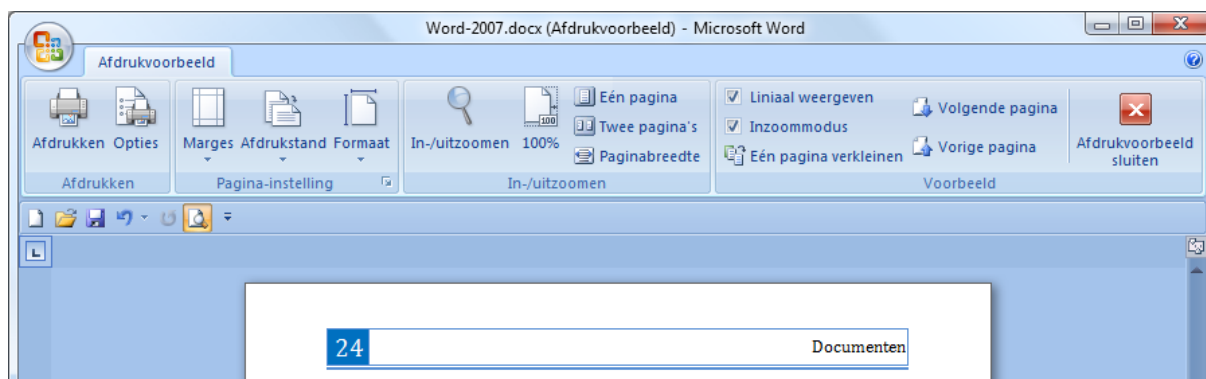 Word-2007.docx (Afdrukvoorbeeld) - Microsoft Word
Afdrukvoorbeeld
Afdrukken Opties
Afdrukken
Marges Afdrukstand Formaat
Pagina-instelling
In-/uitzoomen 100%
100
Eén pagina
Twee pagina's
Paginabreedte
In-/uitzoomen
Liniaal weergeven
Inzoommodus
Eén pagina verkleinen
Volgende pagina
Vorige pagina
Afdrukvoorbeeld
sluiten
Voorbeeld
24 Documenten